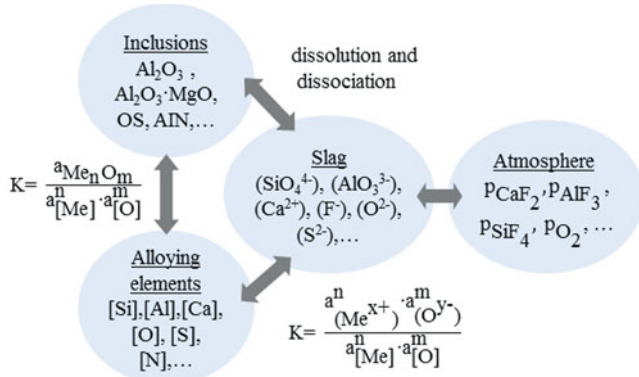 Inclusions
Al₂O₃ ,
Al₂O₃·MgO,
OS, AlN,…
dissolution and
dissociation
Slag
(SiO₄⁴⁻), (AlO₃³⁻),
(Ca²⁺), (F⁻), (O²⁻),
(S²⁻),…
Atmosphere
pCaF₂,pAlF₃,
pSiF₄, pO₂, …
K= aMeₙOₘ / aⁿ[Me]·aᵐ[O]
Alloying
elements
[Si],[Al],[Ca],
[O], [S],
[N],…
K= aⁿ(Meˣ⁺)·aᵐ(Oʸ⁻) / aⁿ[Me]·aᵐ[O]